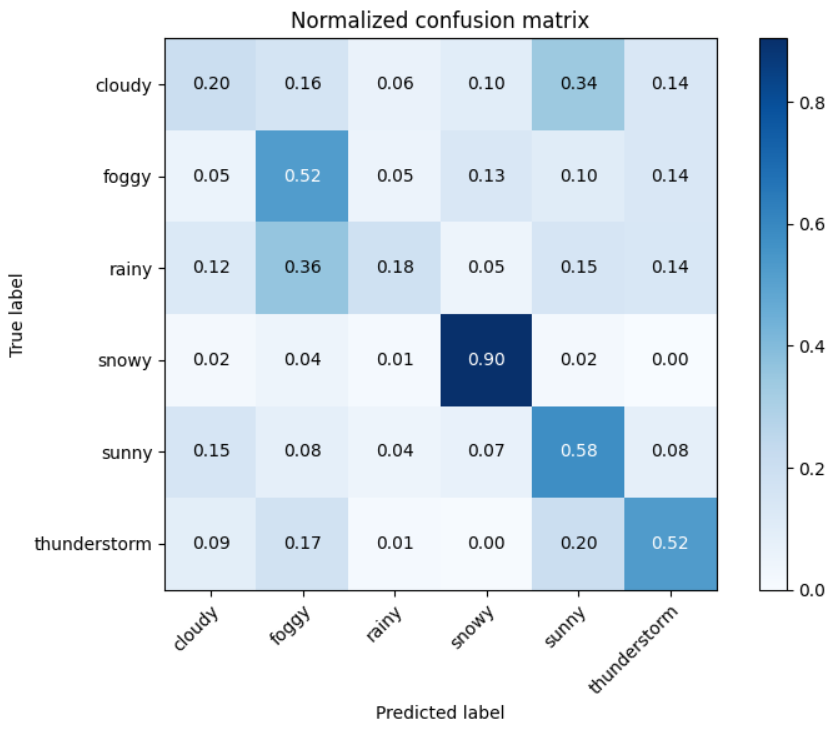 Normalized confusion matrix
cloudy 0.20 0.16 0.06 0.10 0.34 0.14
foggy 0.05 0.52 0.05 0.13 0.10 0.14
rainy 0.12 0.36 0.18 0.05 0.15 0.14
snowy 0.02 0.04 0.01 0.90 0.02 0.00
sunny 0.15 0.08 0.04 0.07 0.58 0.08
thunderstorm 0.09 0.17 0.01 0.00 0.20 0.52
True label
cloudy foggy rainy snowy sunny thunderstorm
Predicted label
0.8
0.6
0.4
0.2
0.0